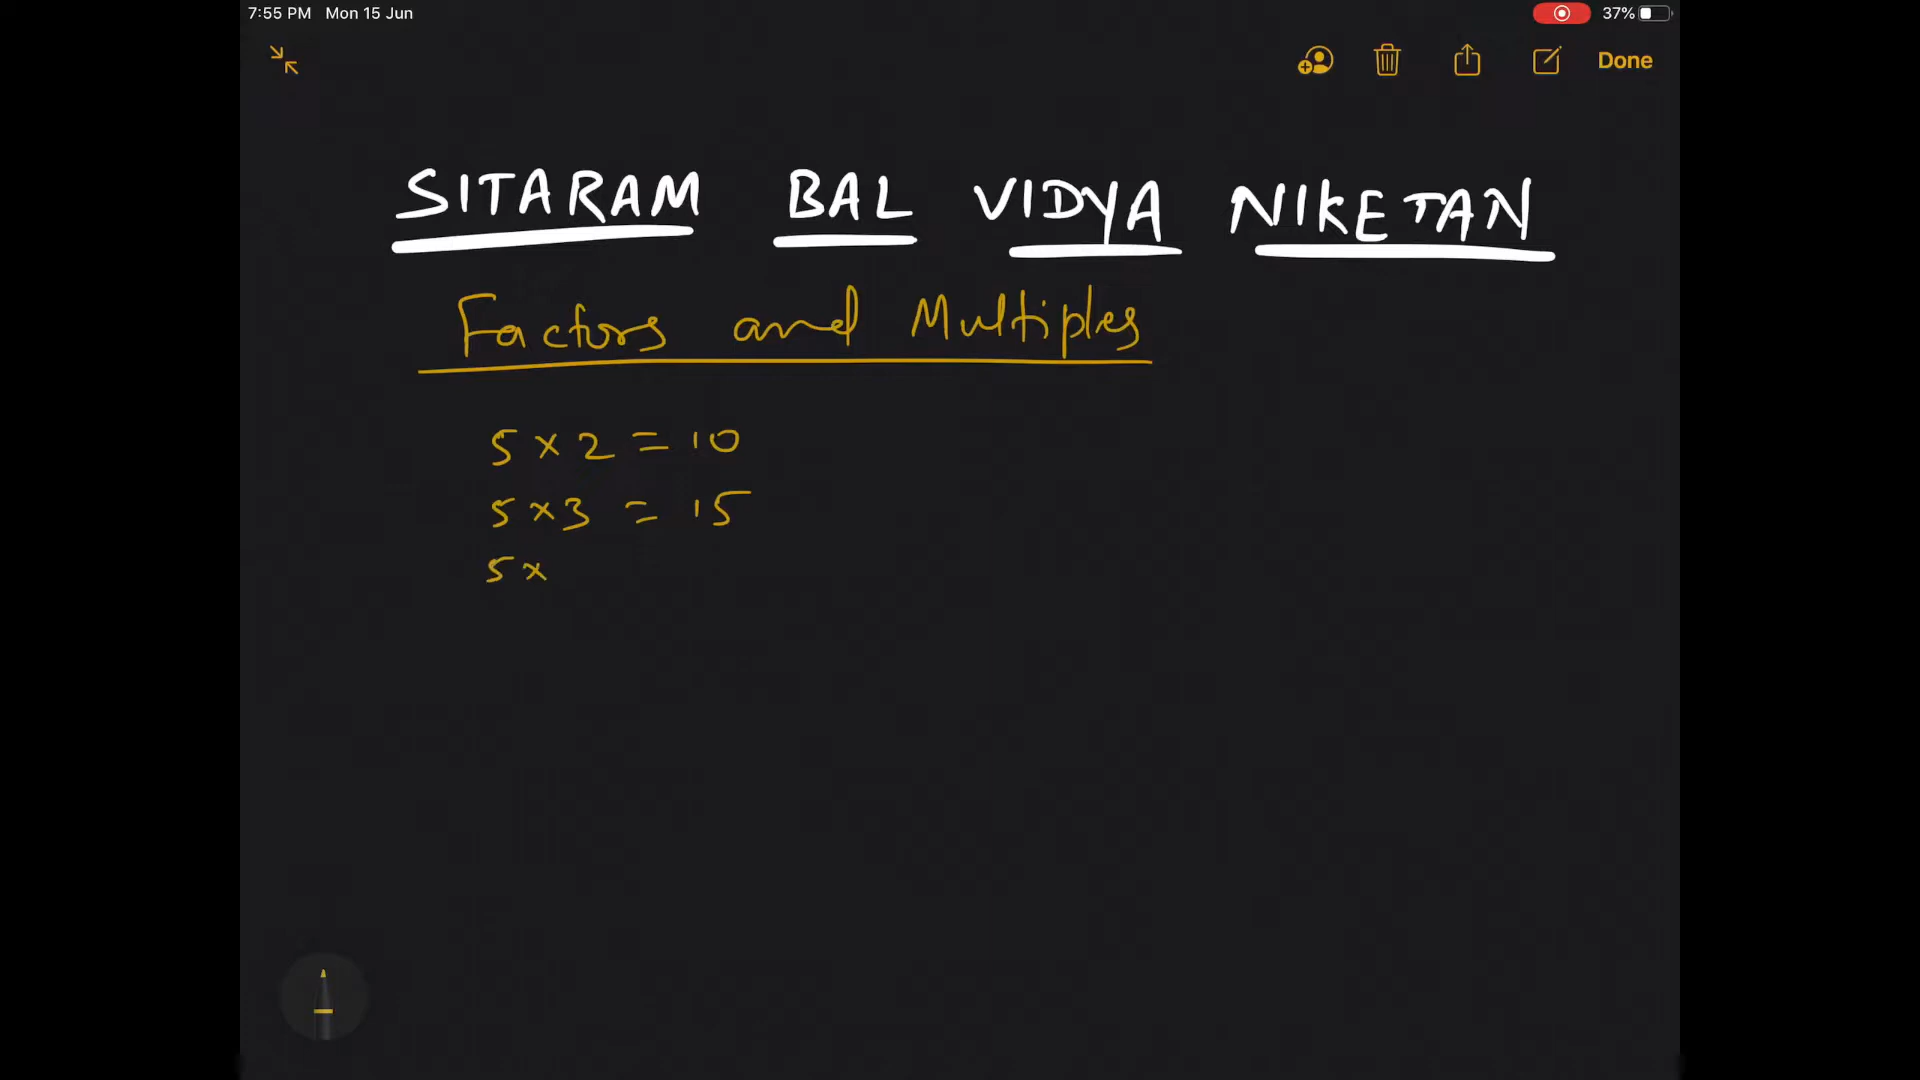 7:55 PM Mon 15 Jun 37%
Done
SITARAM BAL VIDYA NIKETAN
Factors and Multiples
5 × 2 = 10
5 × 3 = 15
5 ×